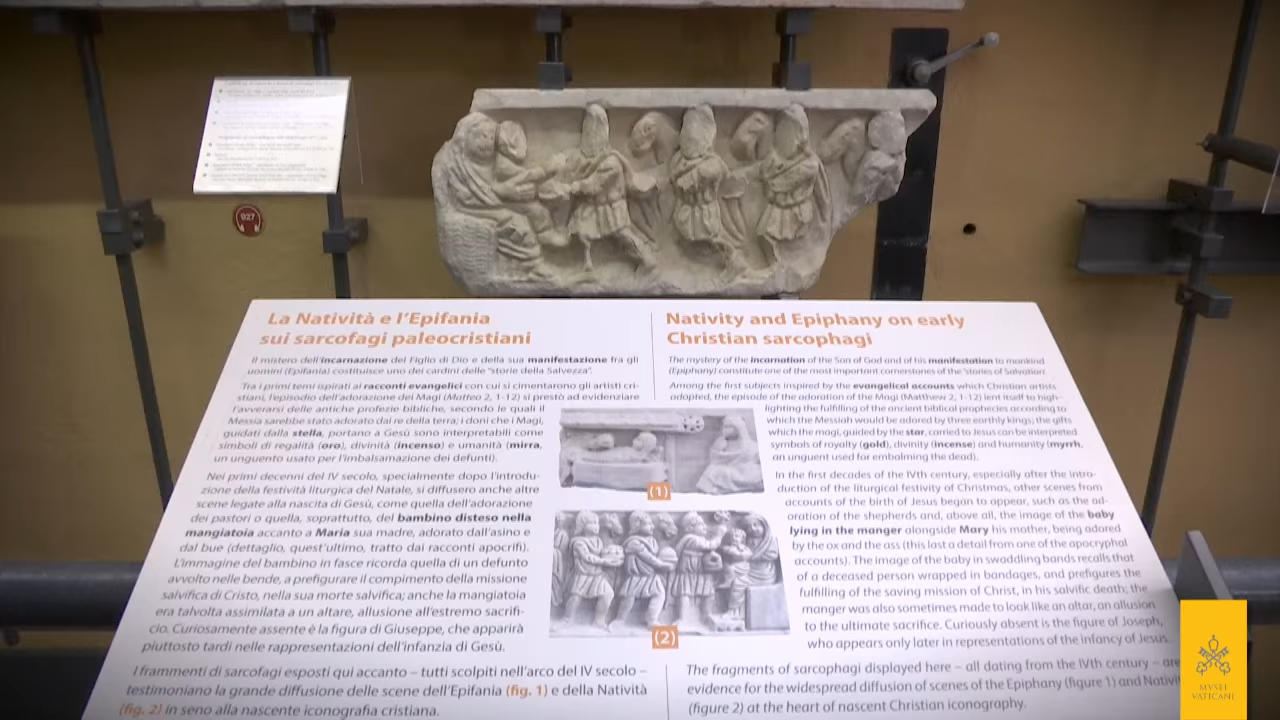 927
La Natività e l'Epifania
sui sarcofagi paleocristiani
Il mistero dell'incarnazione del Figlio di Dio e della sua manifestazione fra gli
uomini (Epifania) costituisce uno dei cardini delle "storie della Salvezza".
Tra i primi temi ispirati ai racconti evangelici con cui si cimentarono gli artisti cri-
stiani, l'episodio dell'adorazione dei Magi (Matteo 2, 1-12) si prestò ad evidenziare
l'avverarsi delle antiche profezie bibliche, secondo le quali il
Messia sarebbe stato adorato dai re della terra; i doni che i Magi,
guidati dalla stella, portano a Gesù sono interpretabili come
simboli di regalità (oro), divinità (incenso) e umanità (mirra,
un unguento usato per l'imbalsamazione dei defunti).
Nei primi decenni del IV secolo, specialmente dopo l'introdu-
zione della festività liturgica del Natale, si diffusero anche altre
scene legate alla nascita di Gesù, come quella dell'adorazione
dei pastori o quella, soprattutto, del bambino disteso nella
mangiatoia accanto a Maria sua madre, adorato dall'asino e
dal bue (dettaglio, quest'ultimo, tratto dai racconti apocrifi).
L'immagine del bambino in fasce ricorda quella di un defunto
avvolto nelle bende, a prefigurare il compimento della missione
salvifica di Cristo, nella sua morte salvifica; anche la mangiatoia
era talvolta assimilata a un altare, allusione all'estremo sacrifi-
cio. Curiosamente assente è la figura di Giuseppe, che apparirà
piuttosto tardi nelle rappresentazioni dell'infanzia di Gesù.
I frammenti di sarcofagi esposti qui accanto – tutti scolpiti nell'arco del IV secolo –
testimoniano la grande diffusione delle scene dell'Epifania (fig. 1) e della Natività
(fig. 2) in seno alla nascente iconografia cristiana.
(1)
(2)
Nativity and Epiphany on early
Christian sarcophagi
The mystery of the incarnation of the Son of God and of his manifestation to mankind
(Epiphany) constitute one of the most important cornerstones of the 'stories of Salvation'.
Among the first subjects inspired by the evangelical accounts which Christian artists
adopted, the episode of the adoration of the Magi (Matthew 2, 1-12) lent itself to high-
lighting the fulfilling of the ancient biblical prophecies according to
which the Messiah would be adored by three earthly kings; the gifts
which the magi, guided by the star, carried to Jesus can be interpreted
symbols of royalty (gold), divinity (incense) and humanity (myrrh,
an unguent used for embalming the dead).
In the first decades of the IVth century, especially after the intro-
duction of the liturgical festivity of Christmas, other scenes from
accounts of the birth of Jesus began to appear, such as the ad-
oration of the shepherds and, above all, the image of the baby
lying in the manger alongside Mary his mother, being adored
by the ox and the ass (this last a detail from one of the apocryphal
accounts). The image of the baby in swaddling bands recalls that
of a deceased person wrapped in bandages, and prefigures the
fulfilling of the saving mission of Christ, in his salvific death; the
manger was also sometimes made to look like an altar, an allusion
to the ultimate sacrifice. Curiously absent is the figure of Joseph,
who appears only later in representations of the infancy of Jesus.
The fragments of sarcophagi displayed here – all dating from the IVth century – are
evidence for the widespread diffusion of scenes of the Epiphany (figure 1) and Nativi
(figure 2) at the heart of nascent Christian iconography.
MVSEI
VATICANI